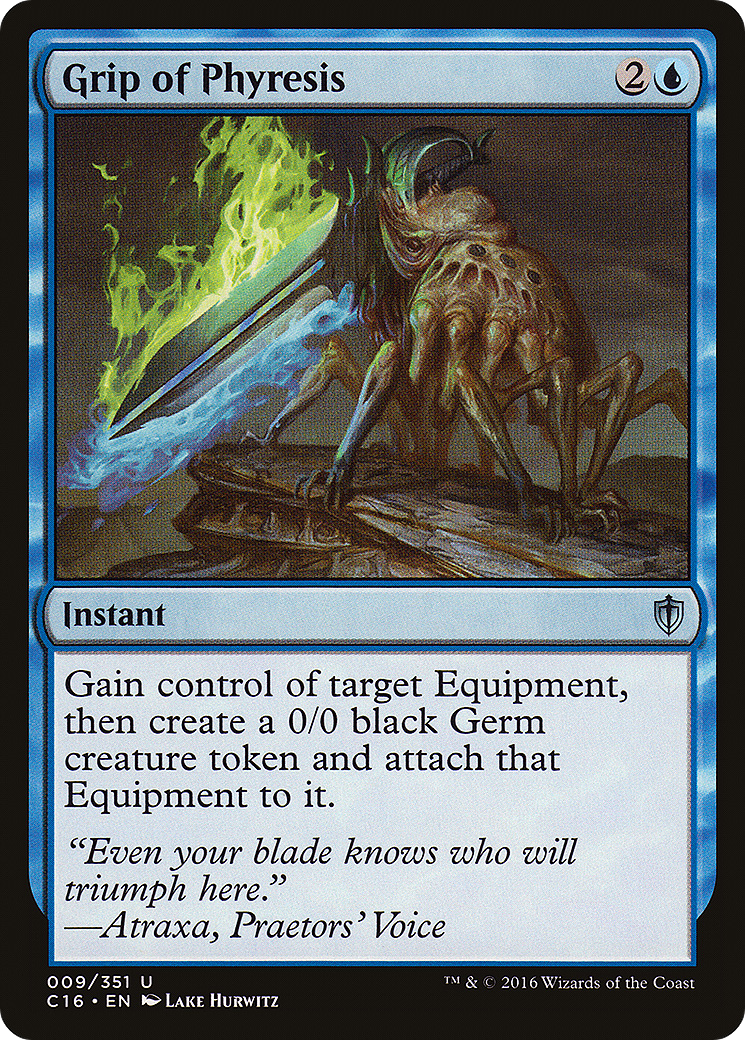 Grip of Phyresis 2
Instant
Gain control of target Equipment,
then create a 0/0 black Germ
creature token and attach that
Equipment to it.
“Even your blade knows who will
triumph here.”
—Atraxa, Praetors’ Voice
009/351 U
™ & © 2016 Wizards of the Coast
C16 • EN Lake Hurwitz